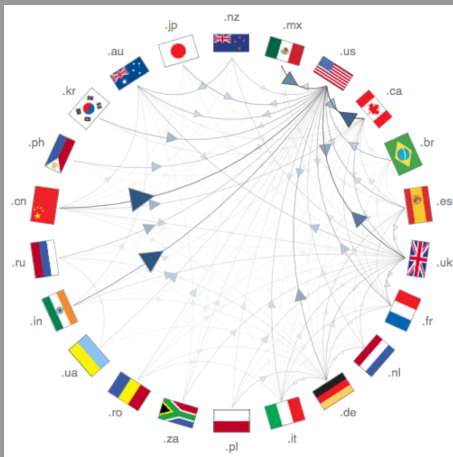 .nz
.jp
.mx
.au
.us
.kr
.ca
.ph
.br
.cn
.es
.ru
.uk
.in
.fr
.ua
.nl
.ro
.de
.za
.it
.pl